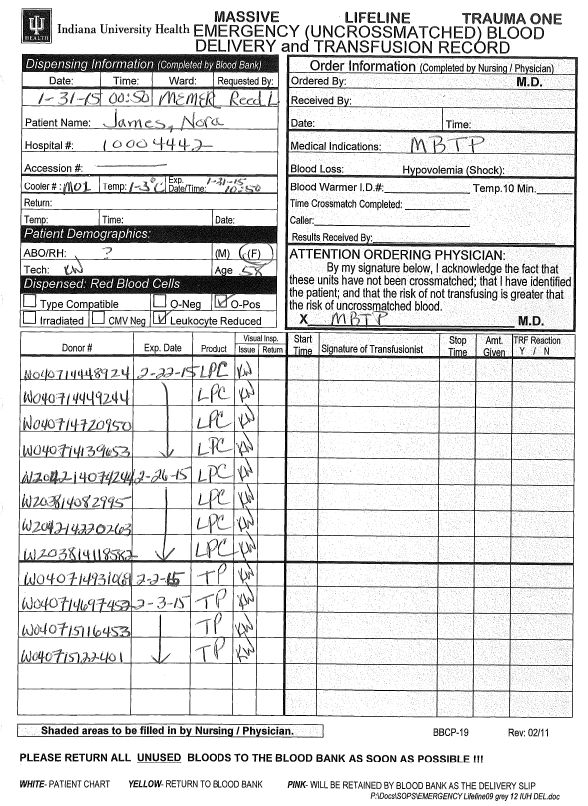 MASSIVE LIFELINE TRAUMA ONE
Indiana University Health
EMERGENCY (UNCROSSMATCHED) BLOOD
DELIVERY and TRANSFUSION RECORD
HEALTH
Dispensing Information (Completed by Blood Bank)
Date: Time: Ward: Requested By:
1-31-15 00:50 MEMER Reed L
Patient Name: James, Nora
Hospital #: 10004442
Accession #:
Cooler #: M01 Temp: 1-3°C Exp. Date/Time: 1-31-15 10:50
Return:
Temp: Time: Date:
Patient Demographics:
ABO/RH: ? (M) (F)
Tech: KW Age 58
Dispensed: Red Blood Cells
Type Compatible O-Neg O-Pos
Irradiated CMV Neg Leukocyte Reduced
Order Information (Completed by Nursing / Physician)
Ordered By: M.D.
Received By:
Date: Time:
Medical Indications: MBTP
Blood Loss: Hypovolemia (Shock):
Blood Warmer I.D.#: Temp.10 Min.
Time Crossmatch Completed:
Caller:
Results Received By:
ATTENTION ORDERING PHYSICIAN:
By my signature below, I acknowledge the fact that
these units have not been crossmatched; that I have identified
the patient; and that the risk of not transfusing is greater that
the risk of uncrossmatched blood.
X MBTP M.D.
Donor # Exp. Date Product Visual Insp. Issue Return Start Time Signature of Transfusionist Stop Time Amt. Given TRF Reaction Y / N
W040714448924 2-22-15 LPC KW
W040714449244 LPC KW
W040714720950 LPC KW
W040714139653 LPC KW
W204214074244 2-26-15 LPC KW
W203814082995 LPC KW
W204214220263 LPC KW
W203814118582 LPC KW
W040714931068 2-2-15 TP KW
W040714697452 2-3-15 TP KW
W040715116453 TP KW
W040715122401 TP KW
Shaded areas to be filled in by Nursing / Physician.
BBCP-19 Rev: 02/11
PLEASE RETURN ALL UNUSED BLOODS TO THE BLOOD BANK AS SOON AS POSSIBLE !!!
WHITE- PATIENT CHART YELLOW- RETURN TO BLOOD BANK PINK- WILL BE RETAINED BY BLOOD BANK AS THE DELIVERY SLIP
P:\Docs\SOPS\EMERGENCY Lifeline09 grey 12 IUH DEL.doc